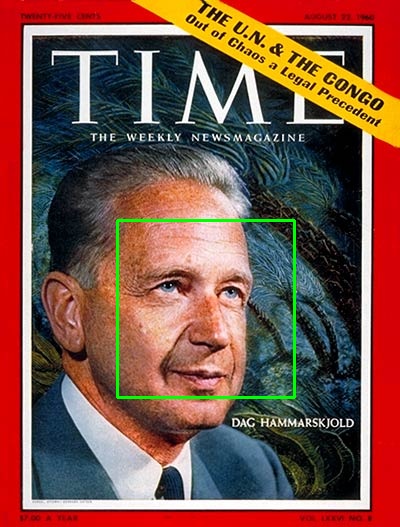 TWENTY-FIVE CENTS
AUGUST 22, 1960
THE U.N. & THE CONGO
Out of Chaos a Legal Precedent
TIME
THE WEEKLY NEWSMAGAZINE
DAG HAMMARSKJOLD
$7.00 A YEAR
VOL. LXXVI NO. 8